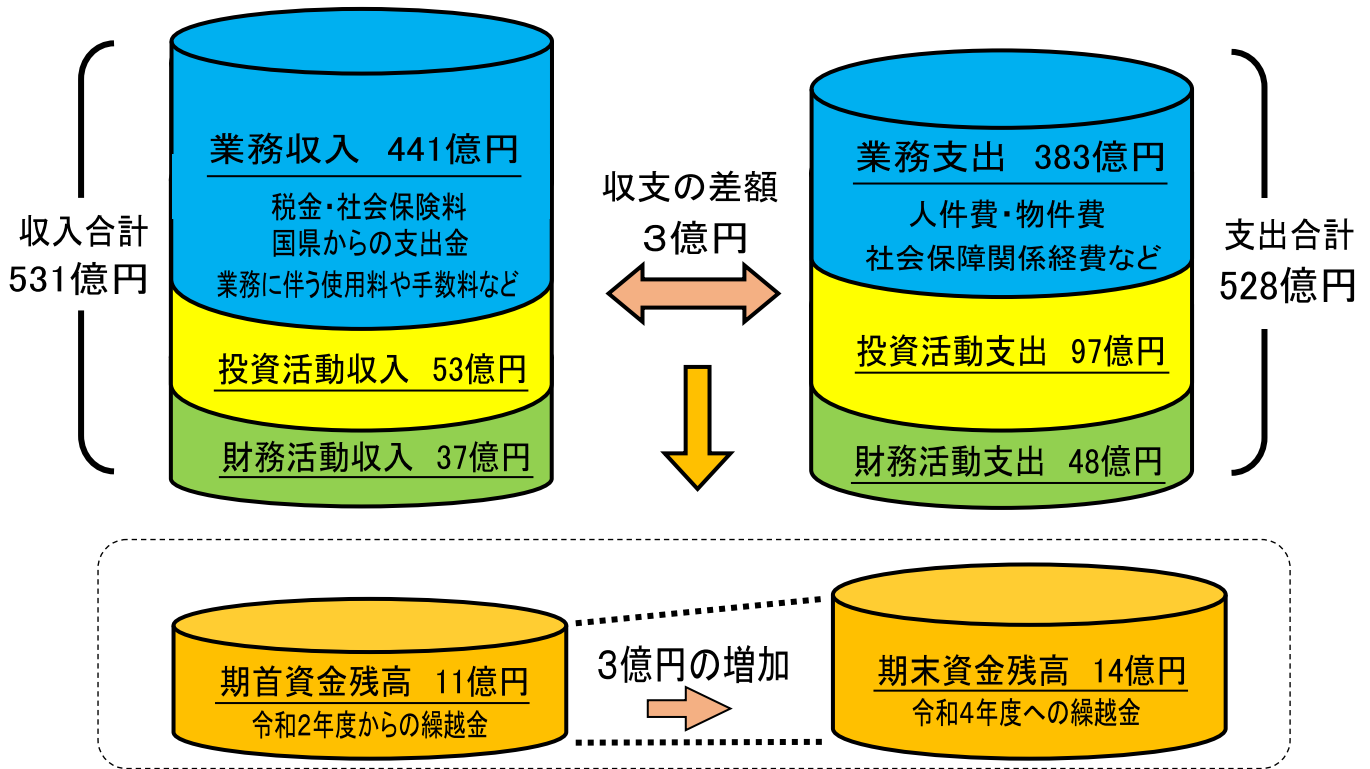 収入合計
531億円
業務収入 441億円
税金・社会保険料
国県からの支出金
業務に伴う使用料や手数料など
投資活動収入 53億円
財務活動収入 37億円
収支の差額
3億円
業務支出 383億円
人件費・物件費
社会保障関係経費など
投資活動支出 97億円
財務活動支出 48億円
支出合計
528億円
期首資金残高 11億円
令和2年度からの繰越金
3億円の増加
期末資金残高 14億円
令和4年度への繰越金